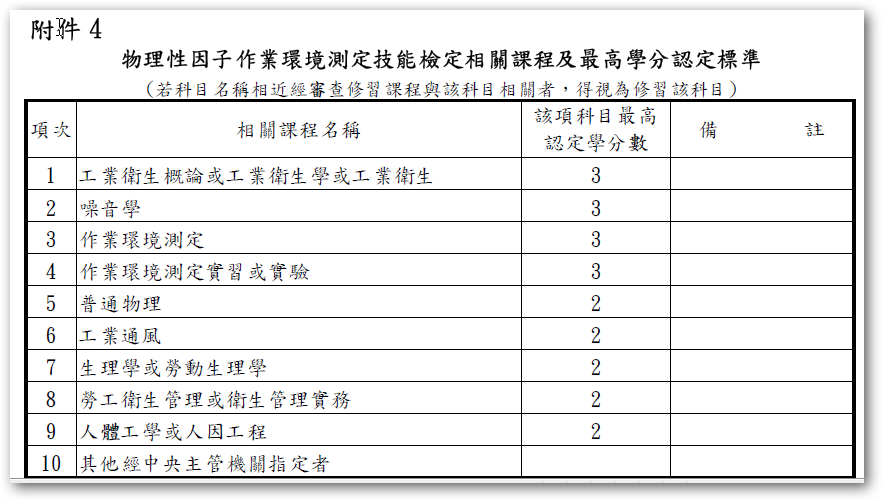 附件 4
物理性因子作業環境測定技能檢定相關課程及最高學分認定標準
（若科目名稱相近經審查修習課程與該科目相關者，得視為修習該科目）
項次 相關課程名稱 該項科目最高認定學分數 備 註
1 工業衛生概論或工業衛生學或工業衛生 3
2 噪音學 3
3 作業環境測定 3
4 作業環境測定實習或實驗 3
5 普通物理 2
6 工業通風 2
7 生理學或勞動生理學 2
8 勞工衛生管理或衛生管理實務 2
9 人體工學或人因工程 2
10 其他經中央主管機關指定者